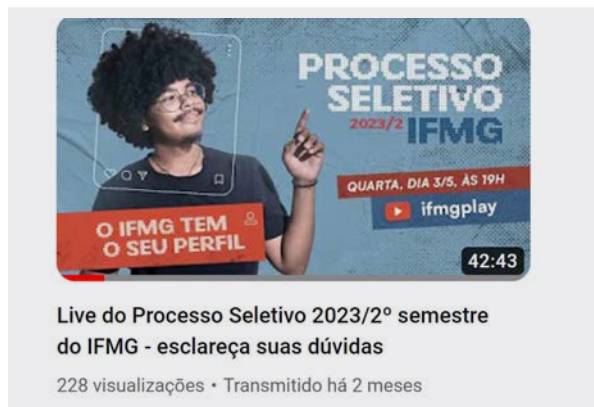 PROCESSO
SELETIVO
2023/2 IFMG
QUARTA, DIA 3/5, ÀS 19H
ifmgplay
O IFMG TEM
O SEU PERFIL
42:43
Live do Processo Seletivo 2023/2º semestre
do IFMG - esclareça suas dúvidas
228 visualizações • Transmitido há 2 meses